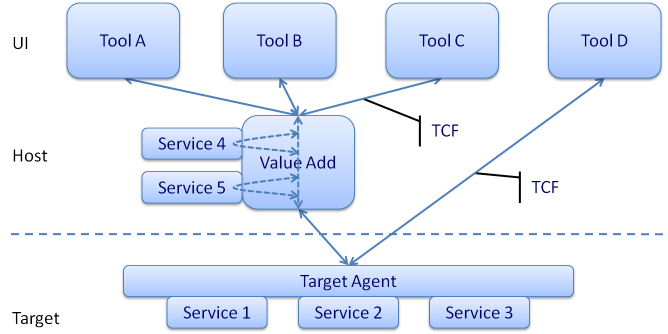 UI
Tool A
Tool B
Tool C
Tool D
TCF
Host
Service 4
Value Add
Service 5
TCF
Target Agent
Target
Service 1
Service 2
Service 3